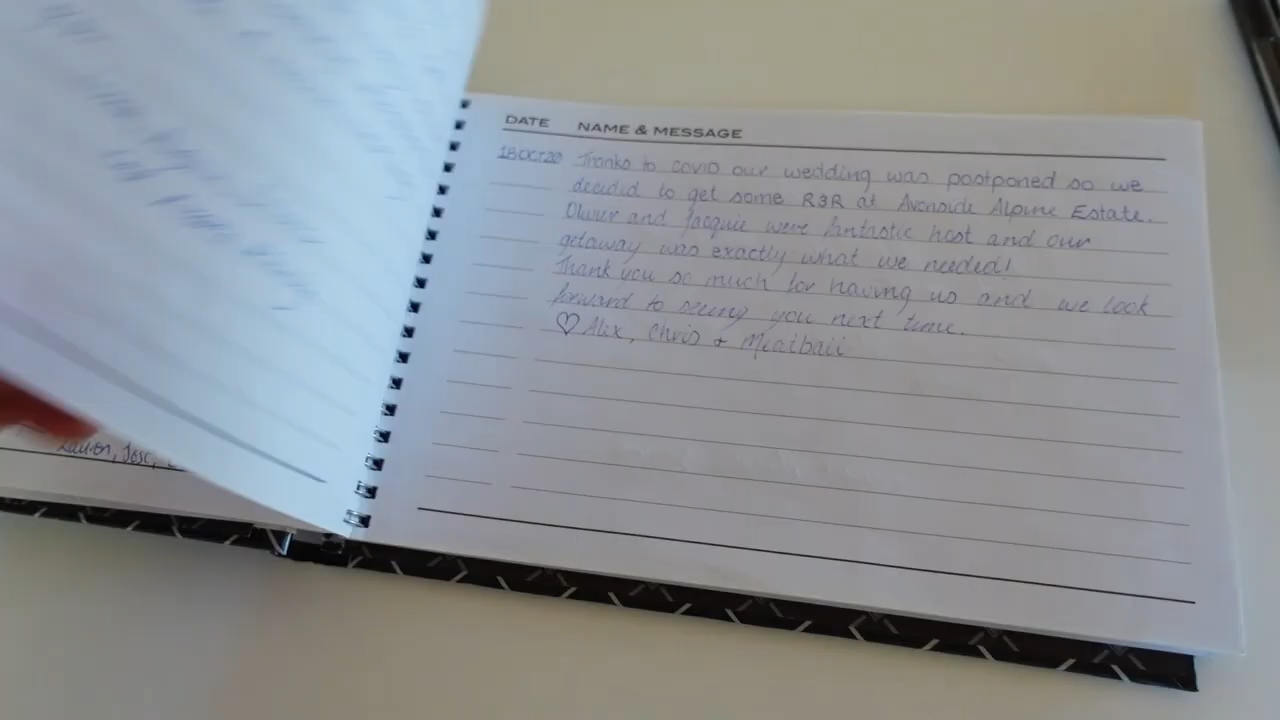 DATE NAME & MESSAGE
18OCT20 Thanks to COVID our wedding was postponed so we
decided to get some R&R at Avonside Alpine Estate.
Oliver and Jacquie were fantastic host and our
getaway was exactly what we needed!
Thank you so much for having us and we look
forward to seeing you next time.
♡ Alex, Chris + Meatball
Lauren, Jose,